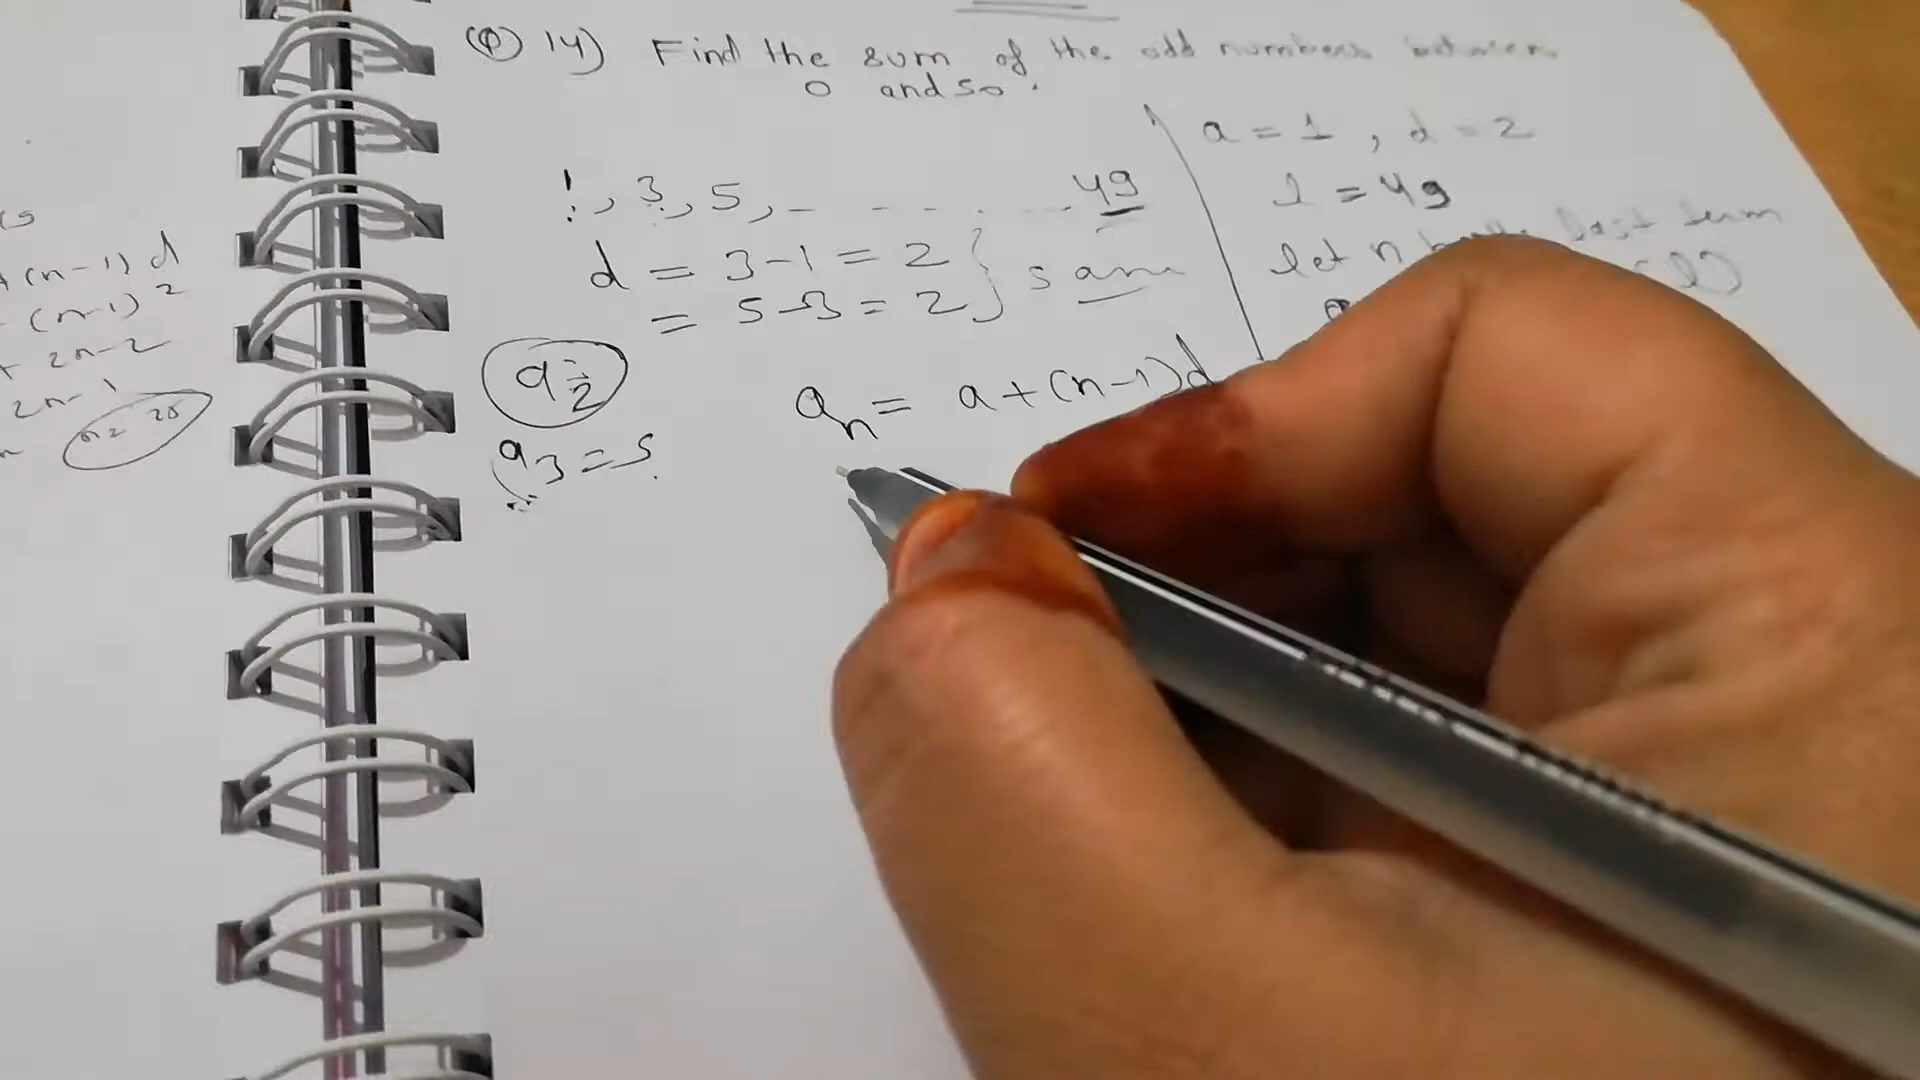 +(n-1)d
(n-1)2
+ 2n-2
2n-1
n=25
Q 14) Find the sum of the odd numbers between
0 and 50.
1, 3, 5, - - - - - - 49
d = 3-1 = 2 } same
= 5-3 = 2
a = 1, d = 2
l = 49
let n last term
(l)
a2
a3 = 5
an = a+(n-1)d